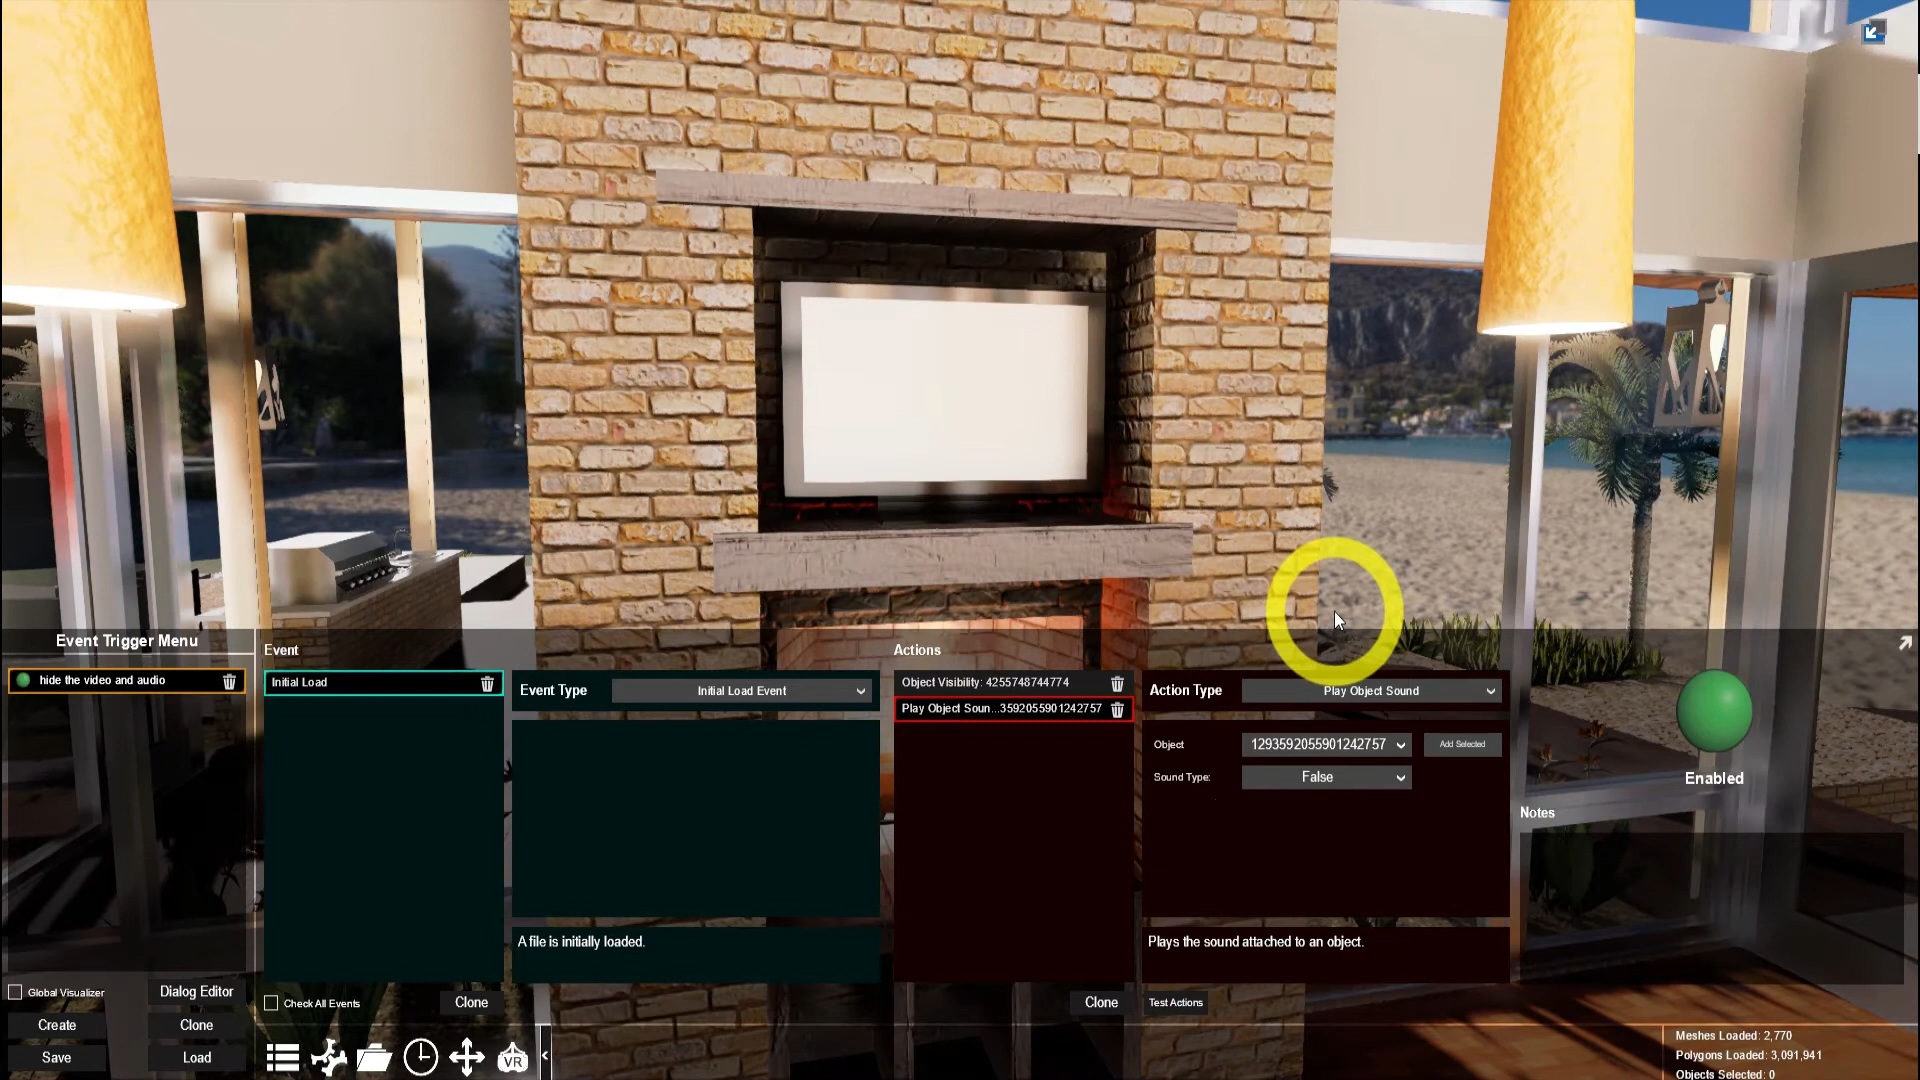 Event Trigger Menu
hide the video and audio
Global Visualizer
Dialog Editor
Create
Clone
Save
Load
Event
Initial Load
Event Type
Initial Load Event
A file is initially loaded.
Check All Events
Clone
VR
Actions
Object Visibility: 4255748744774
Play Object Soun...3592055901242757
Clone
Action Type
Play Object Sound
Object
1293592055901242757
Add Selected
Sound Type:
False
Plays the sound attached to an object.
Test Actions
Enabled
Notes
Meshes Loaded: 2,770
Polygons Loaded: 3,091,941
Objects Selected: 0